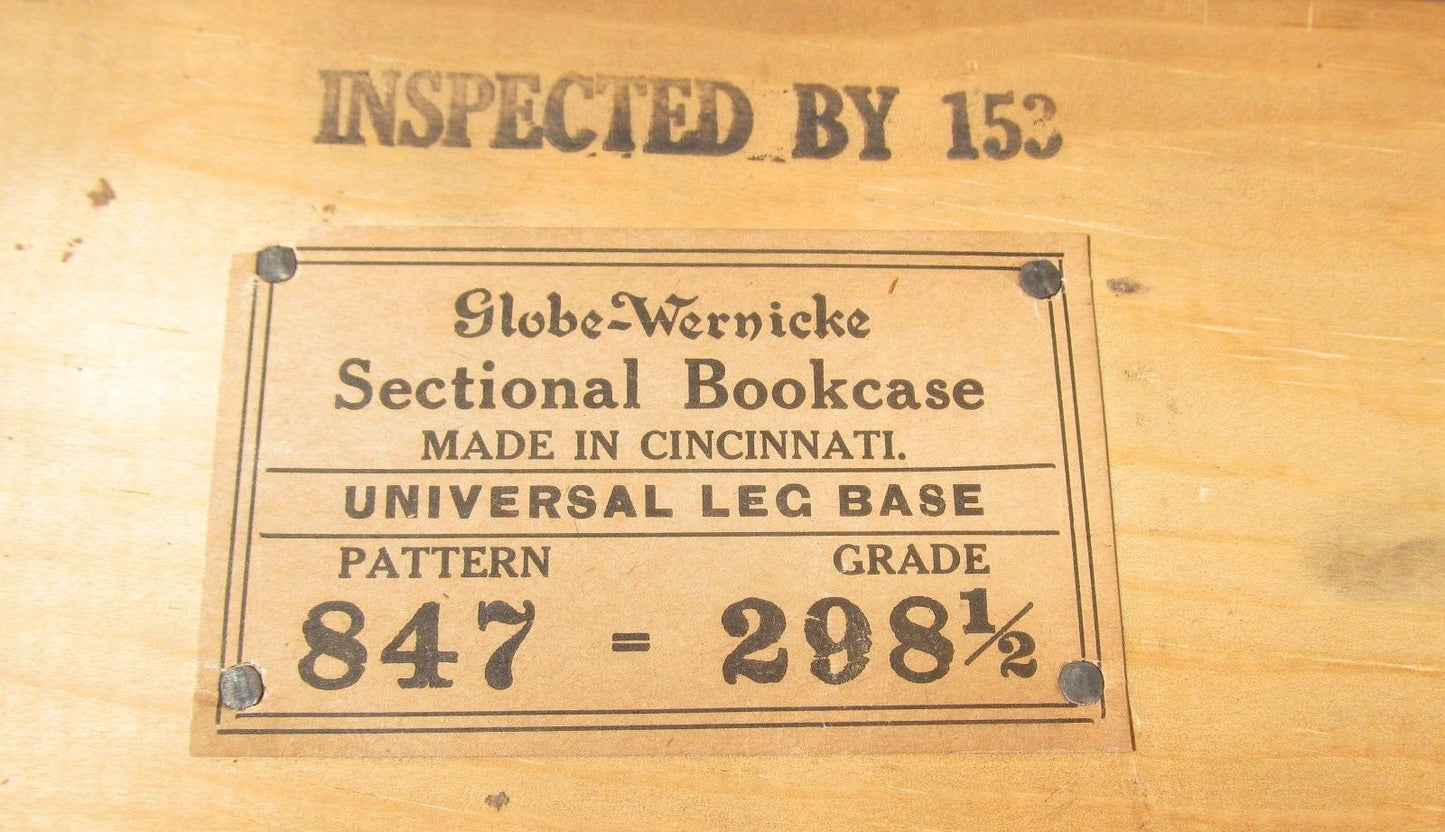 INSPECTED BY 153
Globe-Wernicke
Sectional Bookcase
MADE IN CINCINNATI.
UNIVERSAL LEG BASE
PATTERN GRADE
847 = 298½